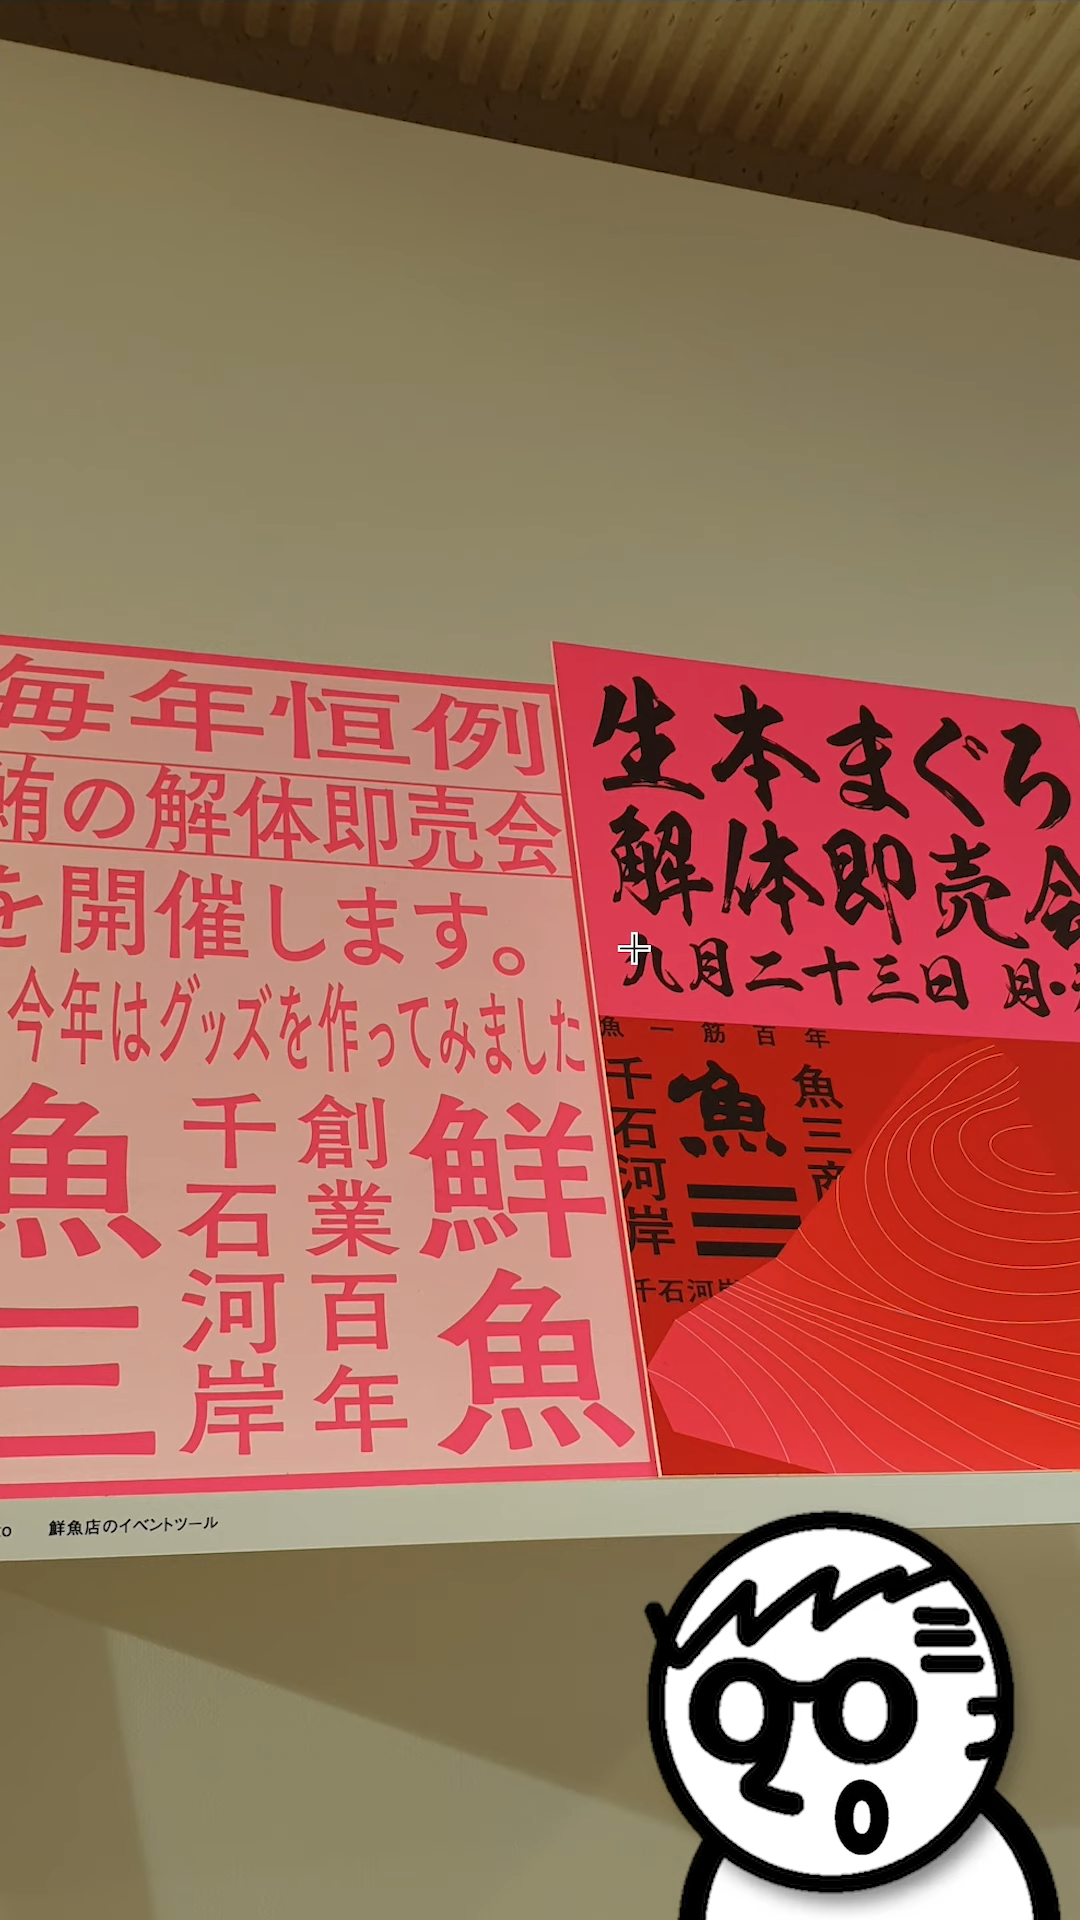 毎年恒例
鮪の解体即売会
を開催します。
今年はグッズを作ってみました
鮮魚
創業百年
千石河岸
魚三
生本まぐろ
解体即売会
九月二十三日 月・
魚一筋百年
魚三商
魚三
千石河岸
千石河岸
鮮魚店のイベントツール